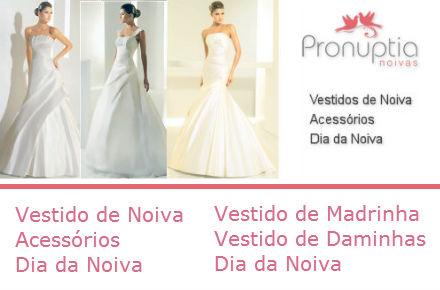 Pronuptia
noivas
Vestidos de Noiva
Acessórios
Dia da Noiva
Vestido de Noiva
Acessórios
Dia da Noiva
Vestido de Madrinha
Vestido de Daminhas
Dia da Noiva